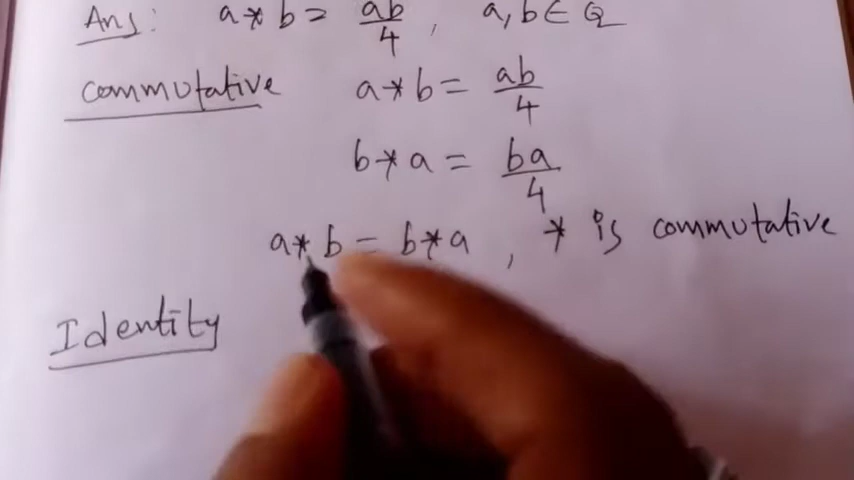 Ans: a * b = ab/4, a, b ∈ Q
Commutative a * b = ab/4
b * a = ba/4
a * b = b * a, * is commutative
Identity